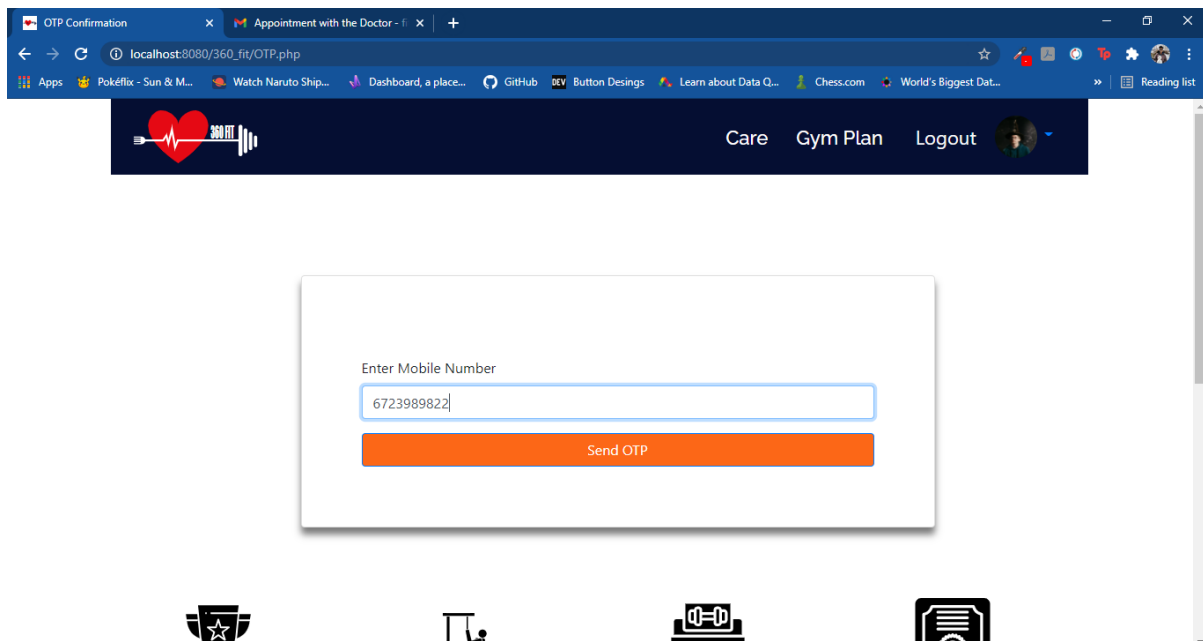 OTP Confirmation
Appointment with the Doctor - fi
localhost:8080/360_fit/OTP.php
Apps Pokéflix - Sun & M... Watch Naruto Ship... Dashboard, a place... GitHub DEV Button Desings Learn about Data Q... Chess.com World's Biggest Dat... » Reading list
360 FIT
Care Gym Plan Logout
Enter Mobile Number
6723989822
Send OTP